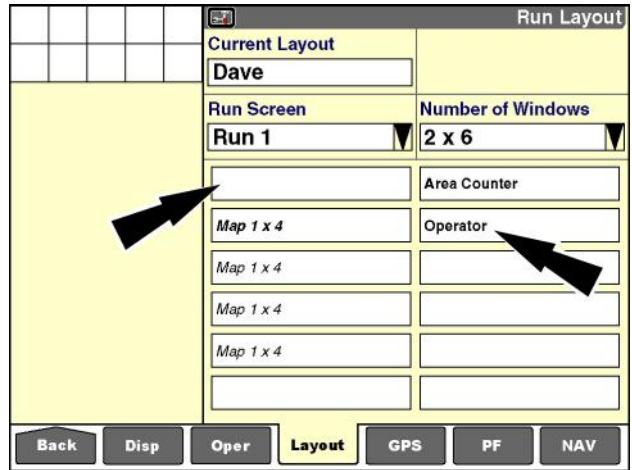 Run Layout
Current Layout
Dave
Run Screen
Number of Windows
Run 1
2 x 6
Area Counter
Map 1 x 4
Operator
Map 1 x 4
Map 1 x 4
Map 1 x 4
Back
Disp
Oper
Layout
GPS
PF
NAV